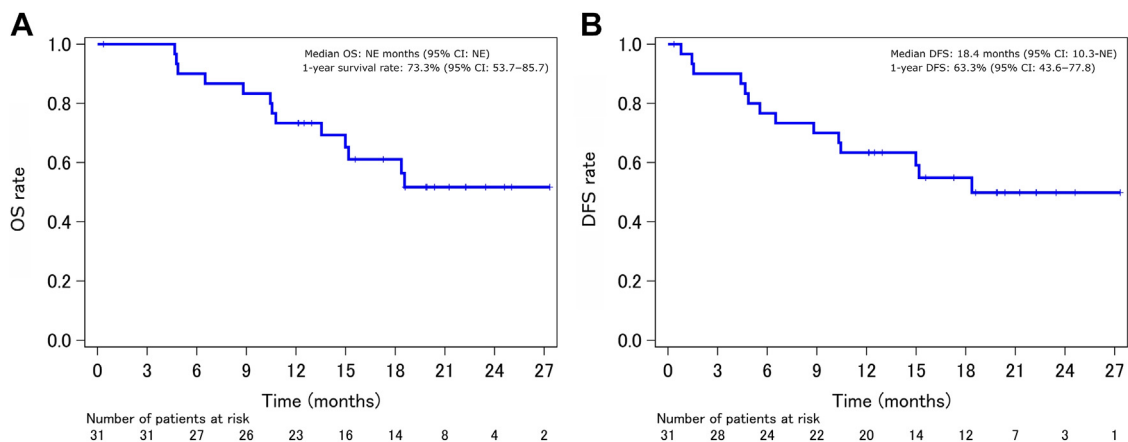 A
Median OS: NE months (95% CI: NE)
1-year survival rate: 73.3% (95% CI: 53.7–85.7)
OS rate
1.0
0.8
0.6
0.4
0.2
0.0
0 3 6 9 12 15 18 21 24 27
Time (months)
Number of patients at risk
31 31 27 26 23 16 14 8 4 2
B
Median DFS: 18.4 months (95% CI: 10.3-NE)
1-year DFS: 63.3% (95% CI: 43.6–77.8)
DFS rate
1.0
0.8
0.6
0.4
0.2
0.0
0 3 6 9 12 15 18 21 24 27
Time (months)
Number of patients at risk
31 28 24 22 20 14 12 7 3 1